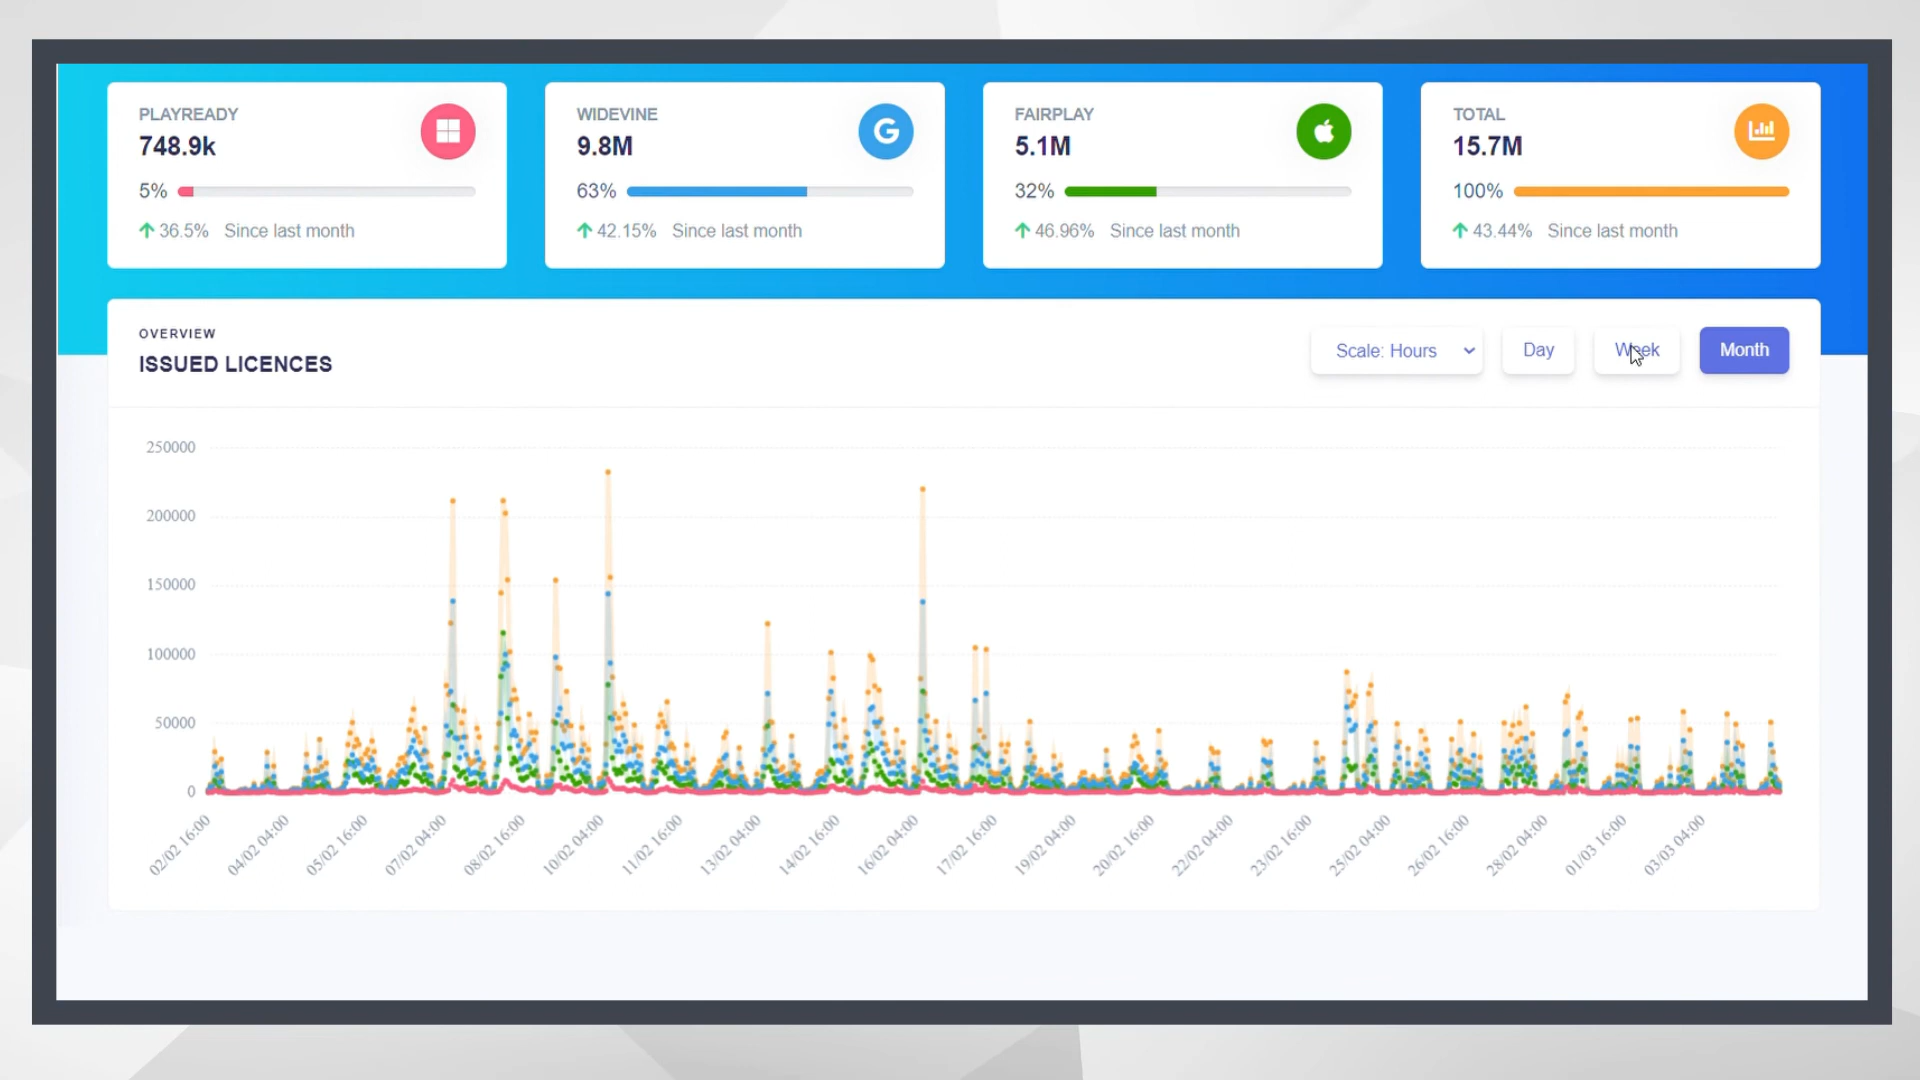 PLAYREADY
748.9k
5%
36.5% Since last month
WIDEVINE
9.8M
63%
42.15% Since last month
FAIRPLAY
5.1M
32%
46.96% Since last month
TOTAL
15.7M
100%
43.44% Since last month
OVERVIEW
ISSUED LICENCES
Scale: Hours
Day
Week
Month
250000
200000
150000
100000
50000
0
02/02 16:00
04/02 04:00
05/02 16:00
07/02 04:00
08/02 16:00
10/02 04:00
11/02 16:00
13/02 04:00
14/02 16:00
16/02 04:00
17/02 16:00
19/02 04:00
20/02 16:00
22/02 04:00
23/02 16:00
25/02 04:00
26/02 16:00
28/02 04:00
01/03 16:00
03/03 04:00